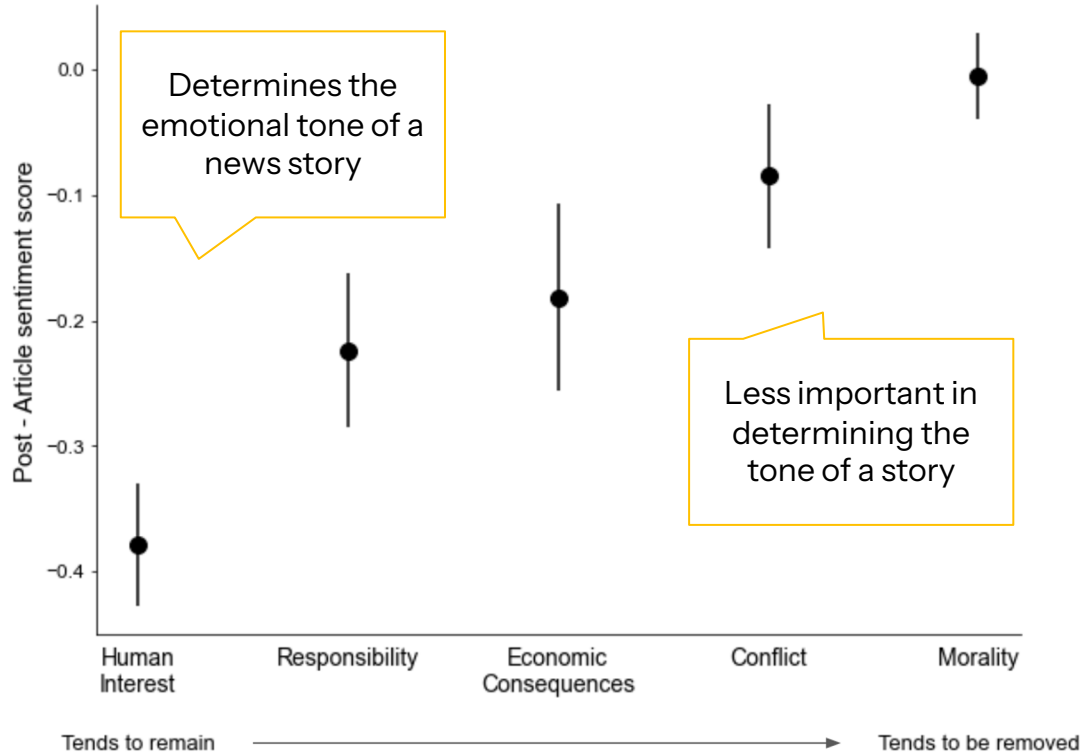 Determines the
emotional tone of a
news story
Less important in
determining the
tone of a story
Post - Article sentiment score
0.0
−0.1
−0.2
−0.3
−0.4
Human
Interest
Responsibility
Economic
Consequences
Conflict
Morality
Tends to remain
Tends to be removed